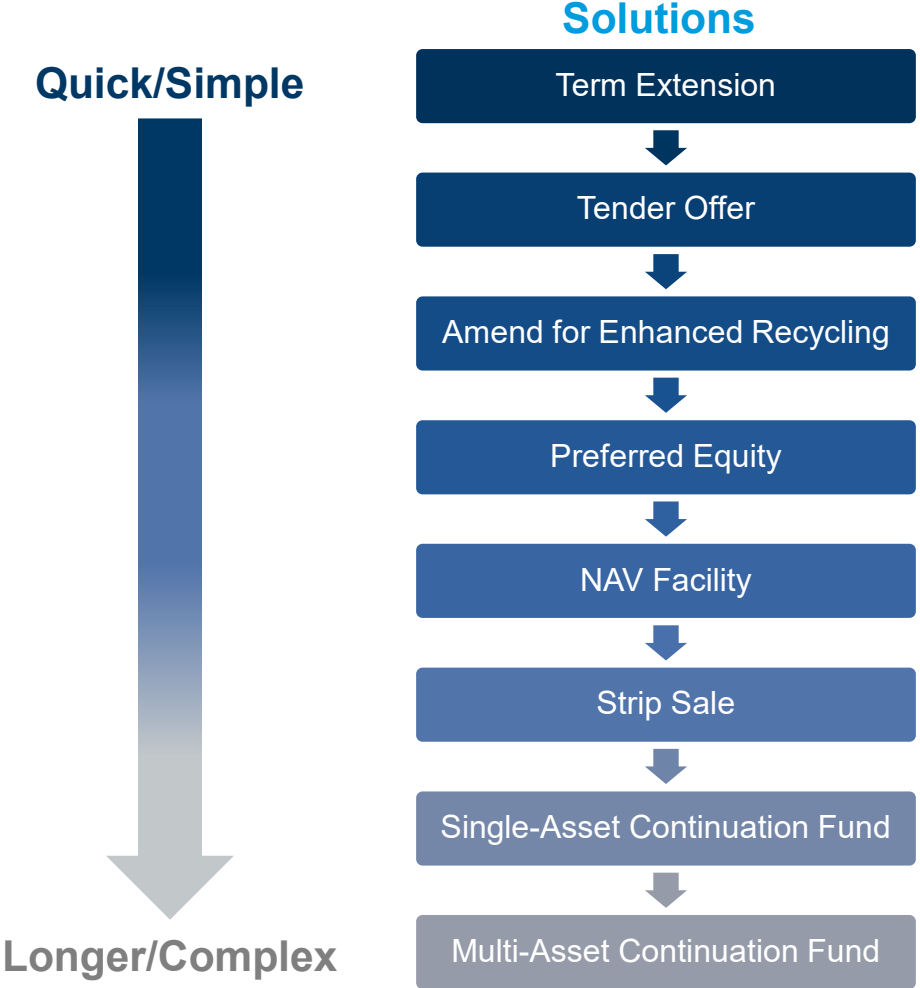 Solutions
Quick/Simple
Term Extension
Tender Offer
Amend for Enhanced Recycling
Preferred Equity
NAV Facility
Strip Sale
Single-Asset Continuation Fund
Multi-Asset Continuation Fund
Longer/Complex